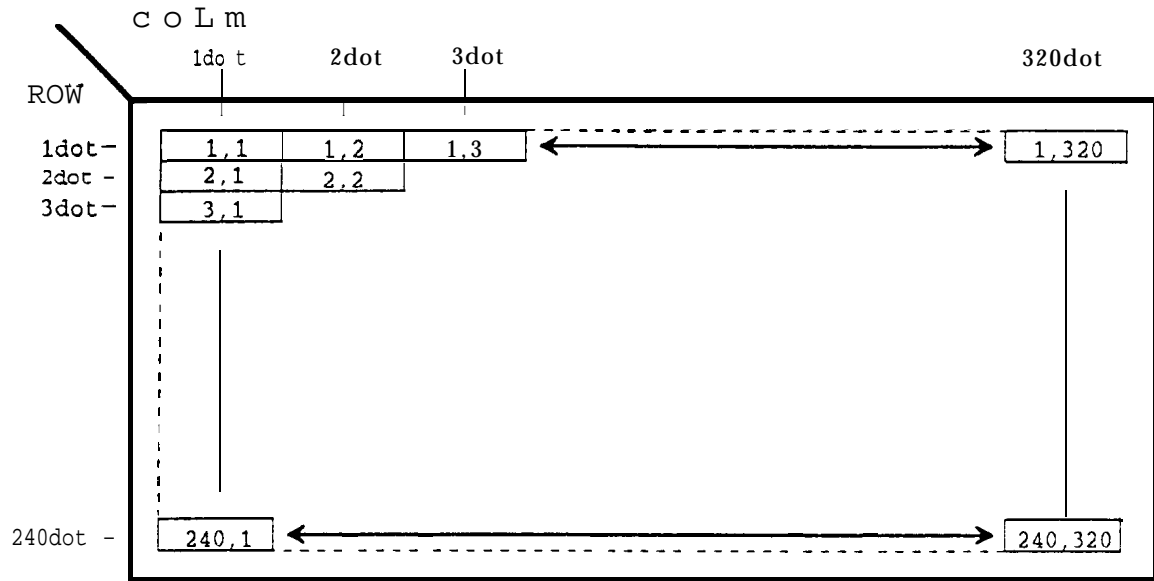 coLm
1do t 2dot 3dot 320dot
ROW
1dot- 1,1 1,2 1,3 1,320
2dot - 2,1 2.2
3dot- 3,1
240dot - 240,1 240,320